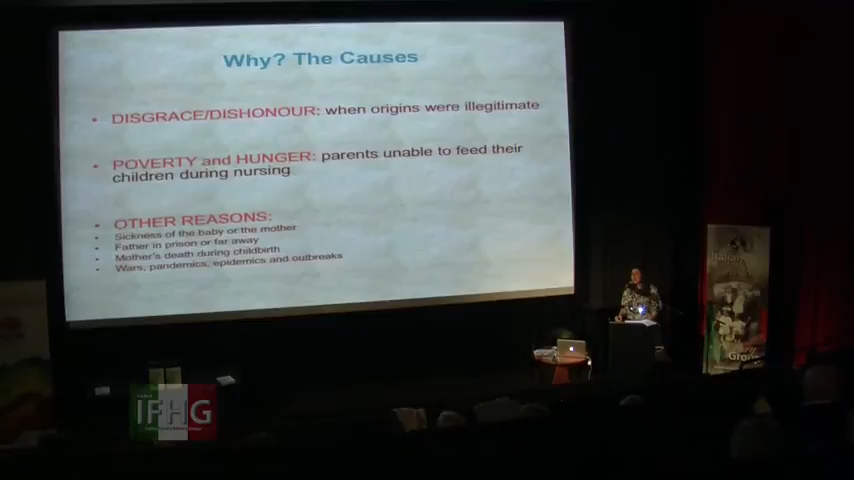 Why? The Causes
• DISGRACE/DISHONOUR: when origins were illegitimate
• POVERTY and HUNGER: parents unable to feed their
children during nursing
• OTHER REASONS:
• Sickness of the baby or the mother
• Father in prison or far away
• Mother's death during childbirth
• Wars, pandemics, epidemics and outbreaks
Italian
Group
IFHG